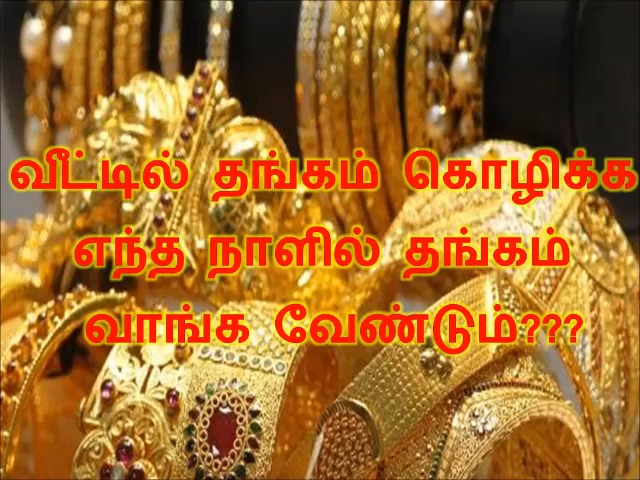 வீட்டில் தங்கம் கொழிக்க
எந்த நாளில் தங்கம்
வாங்க வேண்டும்???